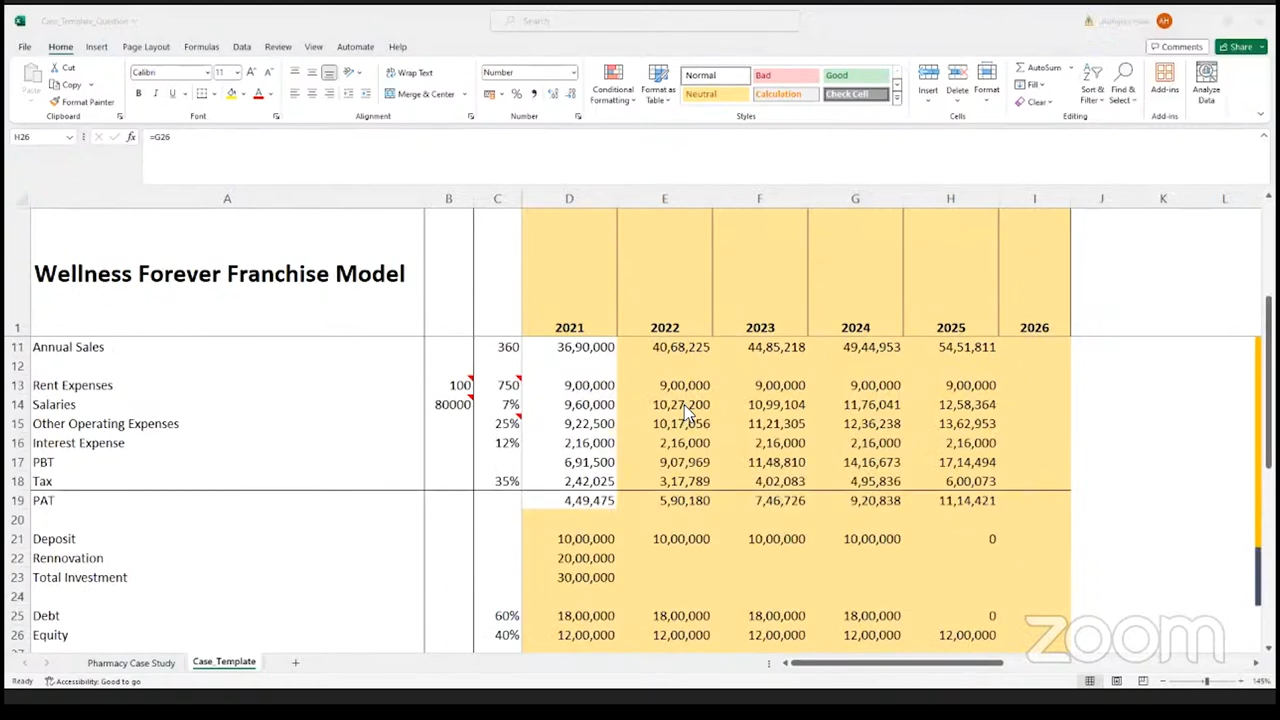 Case_Template_Question
Search
AH
File Home Insert Page Layout Formulas Data Review View Automate Help
Comments Share
Paste Cut Copy Format Painter Clipboard
Calibri 11 Font
Wrap Text Merge & Center Alignment
Number Number
Conditional Formatting Format as Table Normal Bad Good Neutral Calculation Check Cell Styles
Insert Delete Format Cells
AutoSum Fill Clear Sort & Filter Find & Select Editing
Add-ins Add-ins
Analyze Data
H26 fx =G26
A B C D E F G H I J K L
1 Wellness Forever Franchise Model 2021 2022 2023 2024 2025 2026
11 Annual Sales 360 36,90,000 40,68,225 44,85,218 49,44,953 54,51,811
12
13 Rent Expenses 100 750 9,00,000 9,00,000 9,00,000 9,00,000 9,00,000
14 Salaries 80000 7% 9,60,000 10,27,200 10,99,104 11,76,041 12,58,364
15 Other Operating Expenses 25% 9,22,500 10,17,056 11,21,305 12,36,238 13,62,953
16 Interest Expense 12% 2,16,000 2,16,000 2,16,000 2,16,000 2,16,000
17 PBT 6,91,500 9,07,969 11,48,810 14,16,673 17,14,494
18 Tax 35% 2,42,025 3,17,789 4,02,083 4,95,836 6,00,073
19 PAT 4,49,475 5,90,180 7,46,726 9,20,838 11,14,421
20
21 Deposit 10,00,000 10,00,000 10,00,000 10,00,000 0
22 Rennovation 20,00,000
23 Total Investment 30,00,000
24
25 Debt 60% 18,00,000 18,00,000 18,00,000 18,00,000 0
26 Equity 40% 12,00,000 12,00,000 12,00,000 12,00,000 12,00,000
zoom
Pharmacy Case Study Case_Template
Ready Accessibility: Good to go 145%